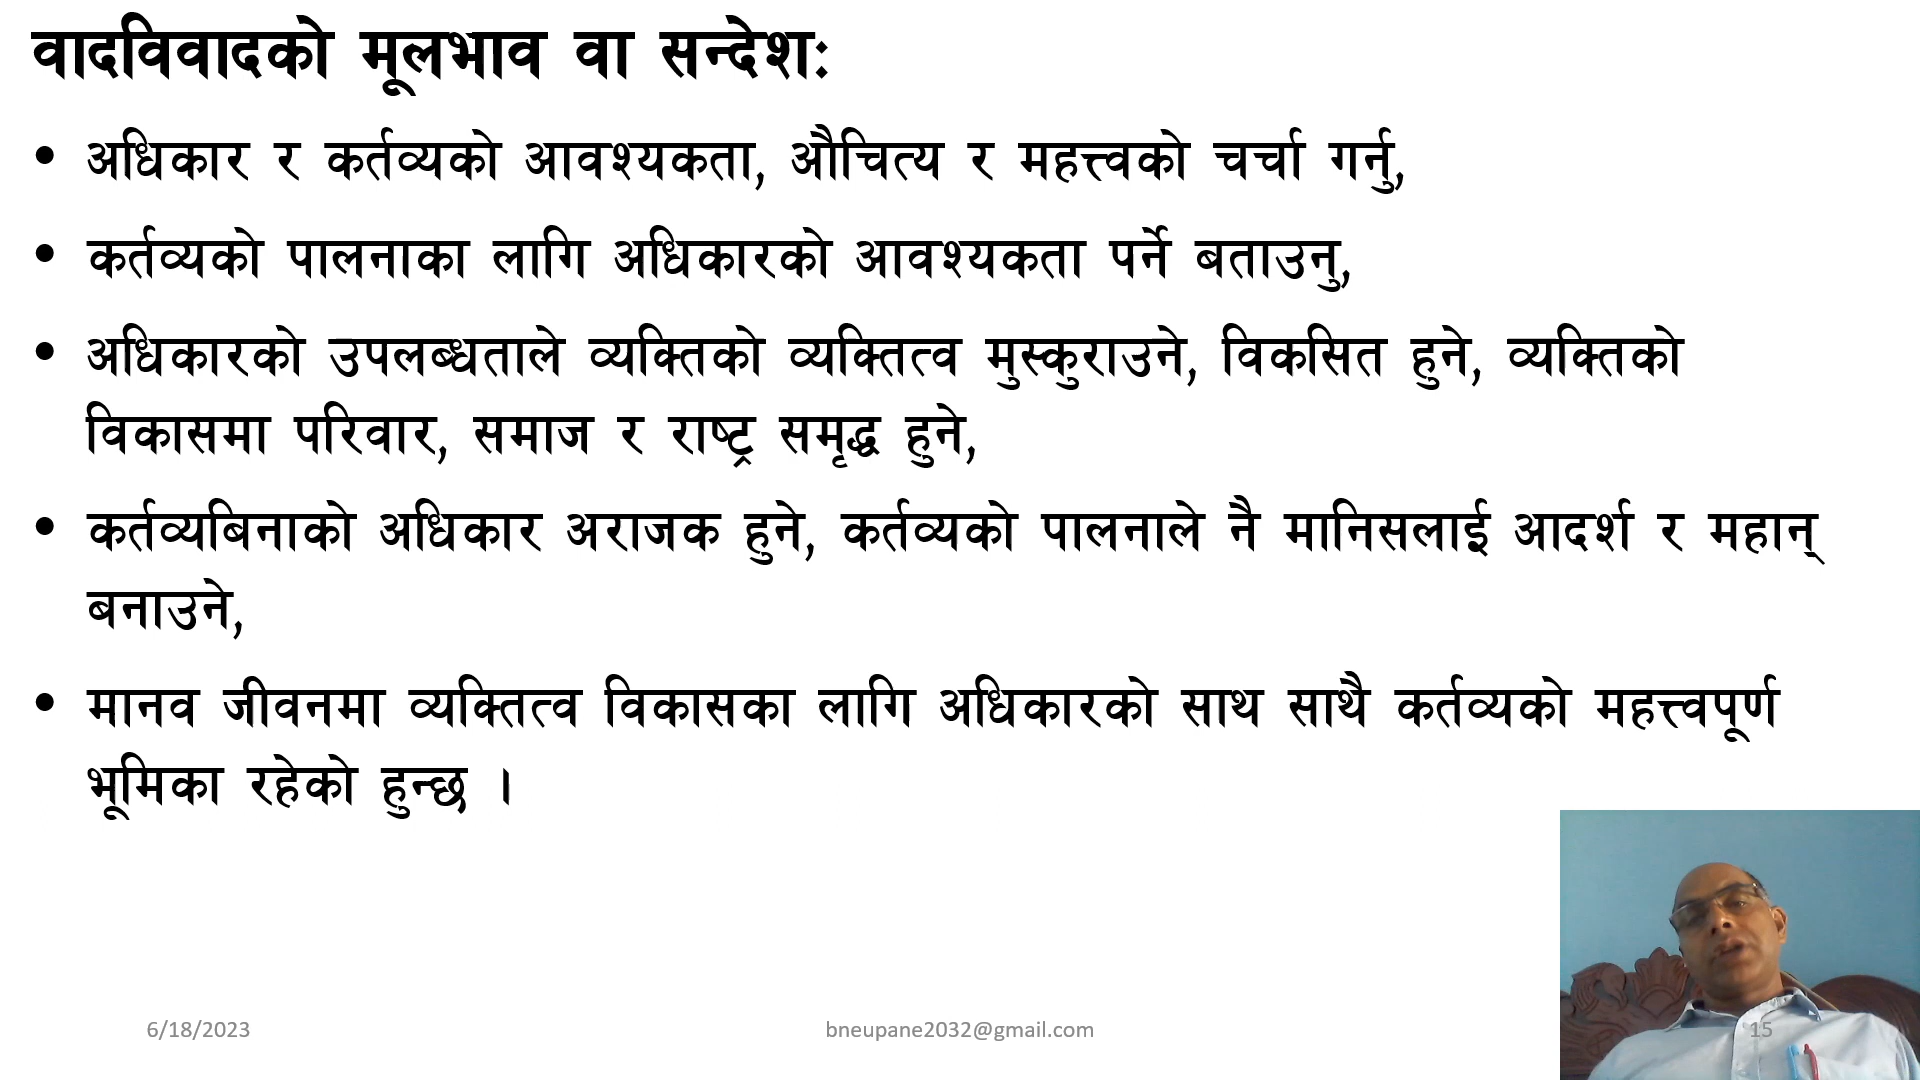 वादविवादको मूलभाव वा सन्देशः
• अधिकार र कर्तव्यको आवश्यकता, औचित्य र महत्त्वको चर्चा गर्नु,
• कर्तव्यको पालनाका लागि अधिकारको आवश्यकता पर्ने बताउनु,
• अधिकारको उपलब्धताले व्यक्तिको व्यक्तित्व मुस्कुराउने, विकसित हुने, व्यक्तिको
विकासमा परिवार, समाज र राष्ट्र समृद्ध हुने,
• कर्तव्यबिनाको अधिकार अराजक हुने, कर्तव्यको पालनाले नै मानिसलाई आदर्श र महान्
बनाउने,
• मानव जीवनमा व्यक्तित्व विकासका लागि अधिकारको साथ साथै कर्तव्यको महत्त्वपूर्ण
भूमिका रहेको हुन्छ ।
6/18/2023
bneupane2032@gmail.com
15